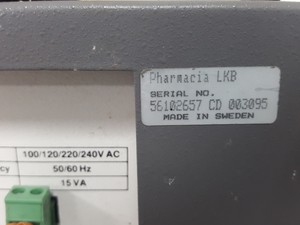 Pharmacia LKB
SERIAL NO.
56102657 CD 003095
MADE IN SWEDEN
100/120/220/240V AC
cy 50/60 Hz
15 VA